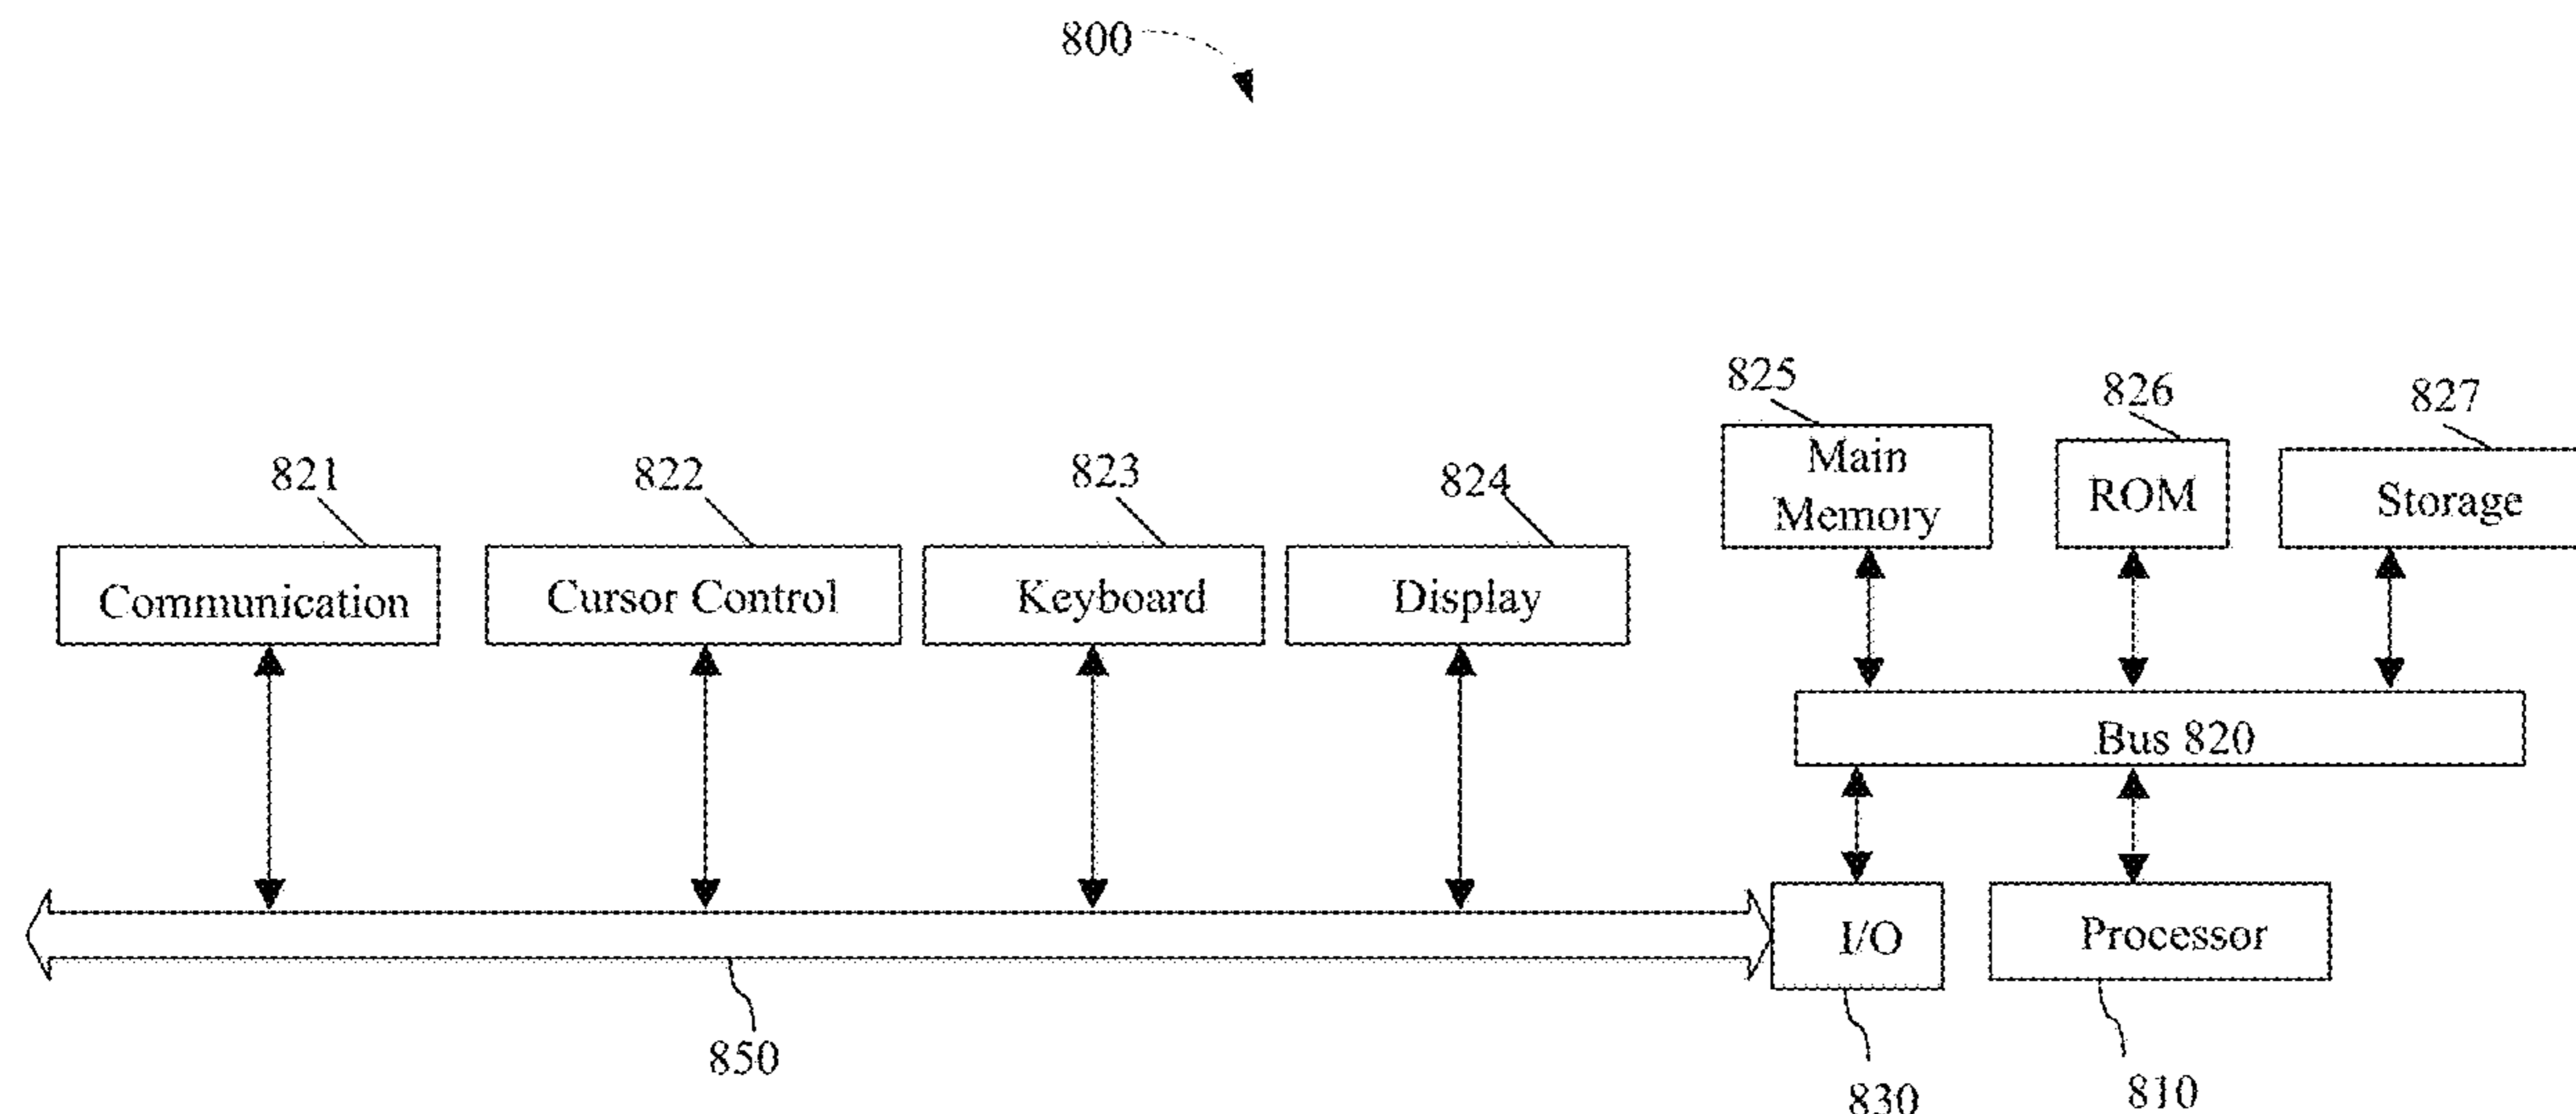 800
825
826
827
Main
Memory
ROM
Storage
821
822
823
824
Communication
Cursor Control
Keyboard
Display
Bus 820
I/O
Processor
850
830
810